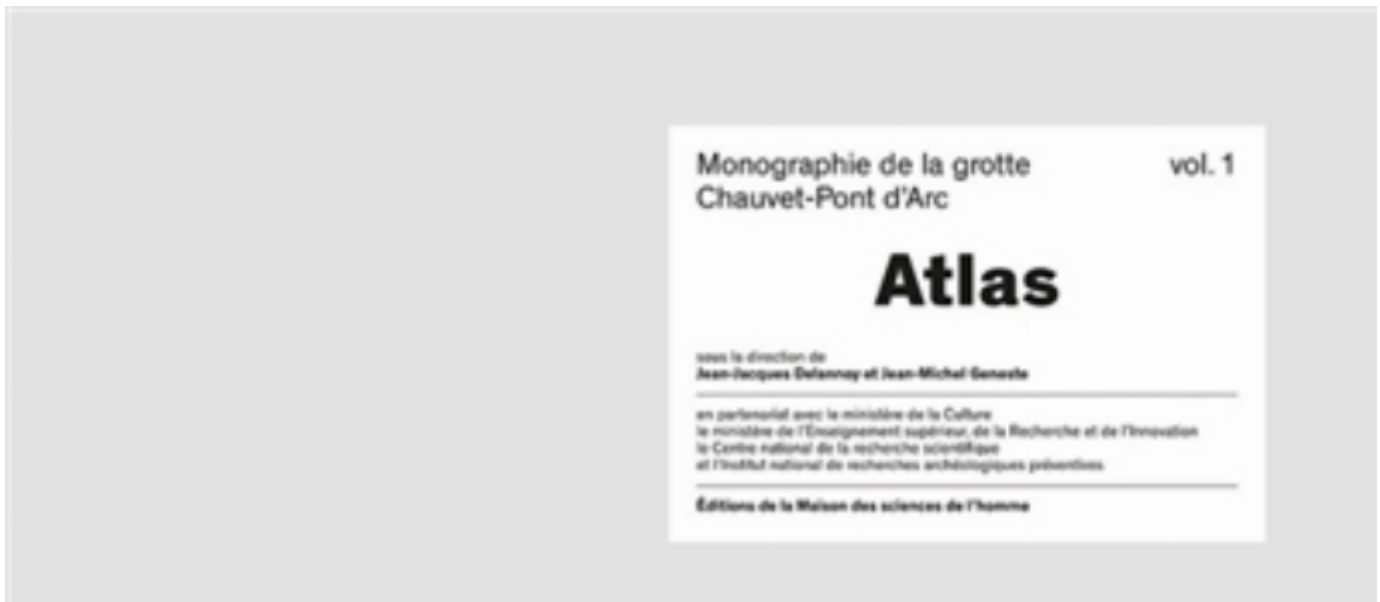 Monographie de la grotte vol. 1
Chauvet-Pont d'Arc
Atlas
sous la direction de
Jean-Jacques Delannoy et Jean-Michel Geneste
en partenariat avec le ministère de la Culture
le ministère de l'Enseignement supérieur, de la Recherche et de l'Innovation
le Centre national de la recherche scientifique
et l'Institut national de recherches archéologiques préventives
Éditions de la Maison des sciences de l'homme